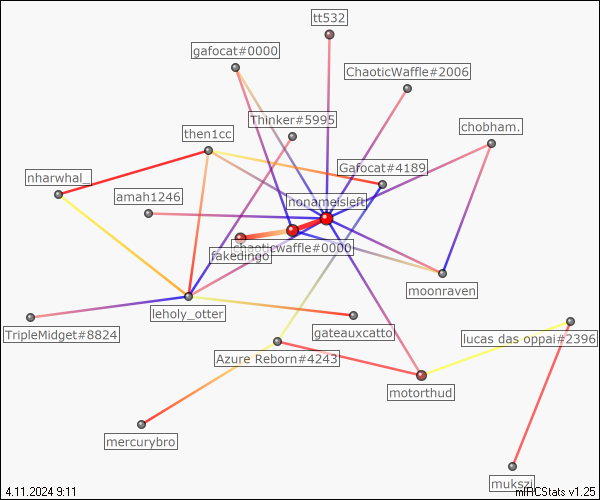 tt532
gafocat#0000
ChaoticWaffle#2006
Thinker#5995
chobham.
then1cc
Gafocat#4189
nharwhal_
amah1246
nonameisleft
chaoticwaffle#0000
fakedingo
moonraven
leholy_otter
TripleMidget#8824
gateauxcatto
lucas das oppai#2396
Azure Reborn#4243
motorthud
mercurybro
mukszi
4.11.2024 9:11
mIRCStats v1.25